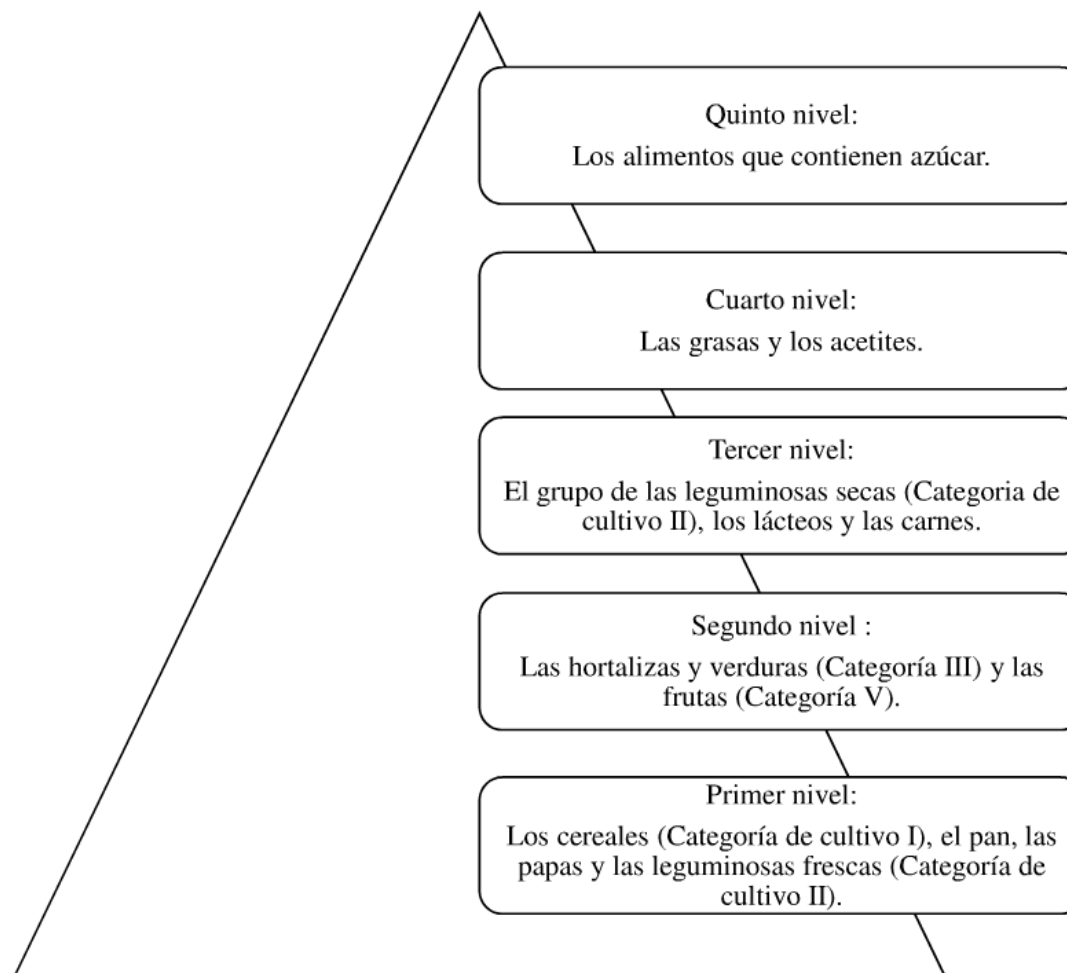 Quinto nivel:
Los alimentos que contienen azúcar.
Cuarto nivel:
Las grasas y los acetites.
Tercer nivel:
El grupo de las leguminosas secas (Categoria de
cultivo II), los lácteos y las carnes.
Segundo nivel :
Las hortalizas y verduras (Categoría III) y las
frutas (Categoría V).
Primer nivel:
Los cereales (Categoría de cultivo I), el pan, las
papas y las leguminosas frescas (Categoría de
cultivo II).